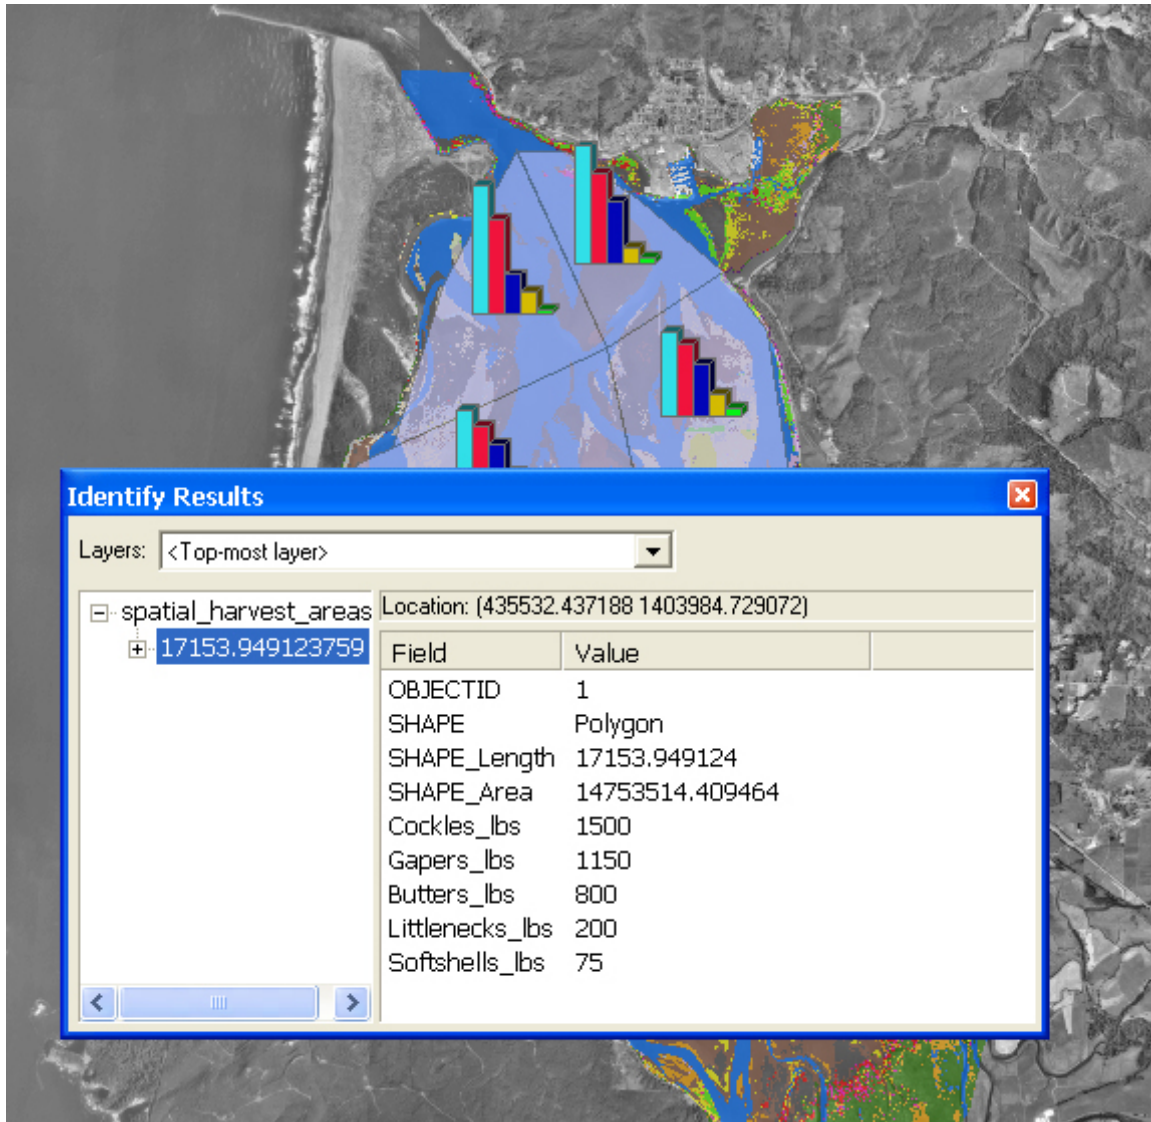 Identify Results
Layers: <Top-most layer>
spatial_harvest_areas
17153.949123759
Location: (435532.437188 1403984.729072)
Field Value
OBJECTID 1
SHAPE Polygon
SHAPE_Length 17153.949124
SHAPE_Area 14753514.409464
Cockles_lbs 1500
Gapers_lbs 1150
Butters_lbs 800
Littlenecks_lbs 200
Softshells_lbs 75